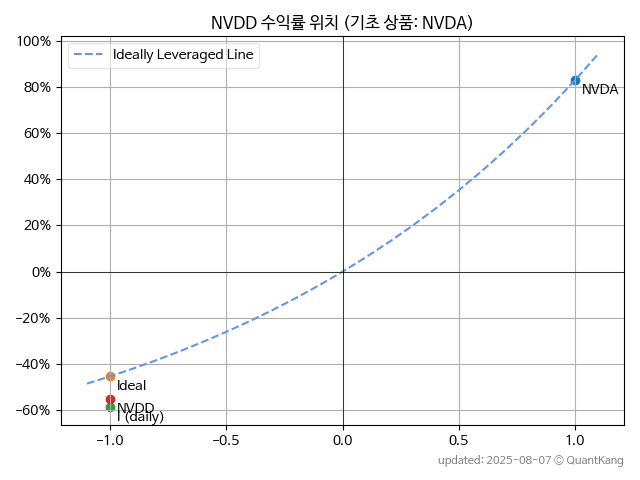 NVDD 수익률 위치 (기초 상품: NVDA)
Ideally Leveraged Line
100%
80%
60%
40%
20%
0%
−20%
−40%
−60%
NVDA
Ideal
NVDD
(daily)
−1.0
−0.5
0.0
0.5
1.0
updated: 2025-08-07 © QuantKang